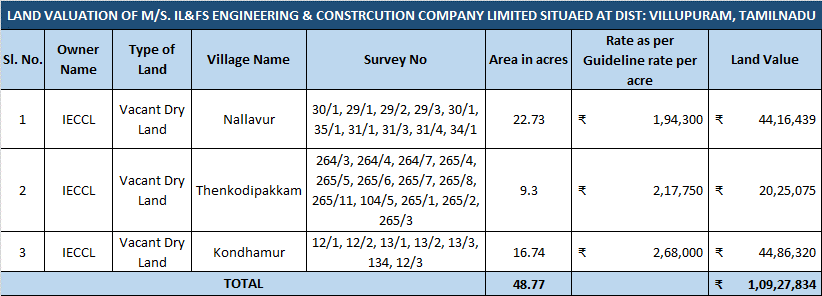 LAND VALUATION OF M/S. IL&FS ENGINEERING & CONSTRCUTION COMPANY LIMITED SITUAED AT DIST: VILLUPURAM, TAMILNADU
Sl. No. Owner Name Type of Land Village Name Survey No Area in acres Rate as per Guideline rate per acre Land Value
1 IECCL Vacant Dry Land Nallavur 30/1, 29/1, 29/2, 29/3, 30/1, 35/1, 31/1, 31/3, 31/4, 34/1 22.73 ₹ 1,94,300 ₹ 44,16,439
2 IECCL Vacant Dry Land Thenkodipakkam 264/3, 264/4, 264/7, 265/4, 265/5, 265/6, 265/7, 265/8, 265/11, 104/5, 265/1, 265/2, 265/3 9.3 ₹ 2,17,750 ₹ 20,25,075
3 IECCL Vacant Dry Land Kondhamur 12/1, 12/2, 13/1, 13/2, 13/3, 134, 12/3 16.74 ₹ 2,68,000 ₹ 44,86,320
TOTAL 48.77 ₹ 1,09,27,834